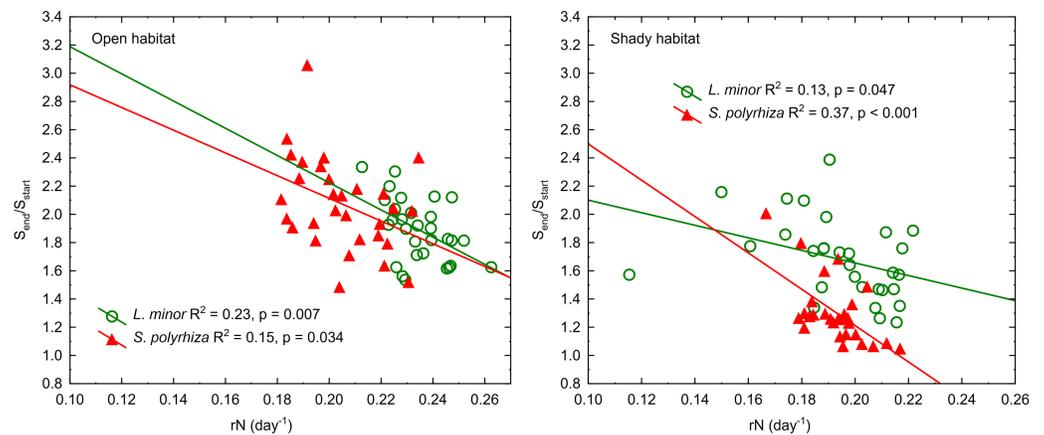 Open habitat
3.4
3.2
3.0
2.8
2.6
2.4
2.2
2.0
1.8
1.6
1.4
1.2
1.0
0.8
S_end/S_start
L. minor R² = 0.23, p = 0.007
S. polyrhiza R² = 0.15, p = 0.034
0.10 0.12 0.14 0.16 0.18 0.20 0.22 0.24 0.26
rN (day⁻¹)
Shady habitat
3.4
3.2
3.0
2.8
2.6
2.4
2.2
2.0
1.8
1.6
1.4
1.2
1.0
0.8
S_end/S_start
L. minor R² = 0.13, p = 0.047
S. polyrhiza R² = 0.37, p < 0.001
0.10 0.12 0.14 0.16 0.18 0.20 0.22 0.24 0.26
rN (day⁻¹)